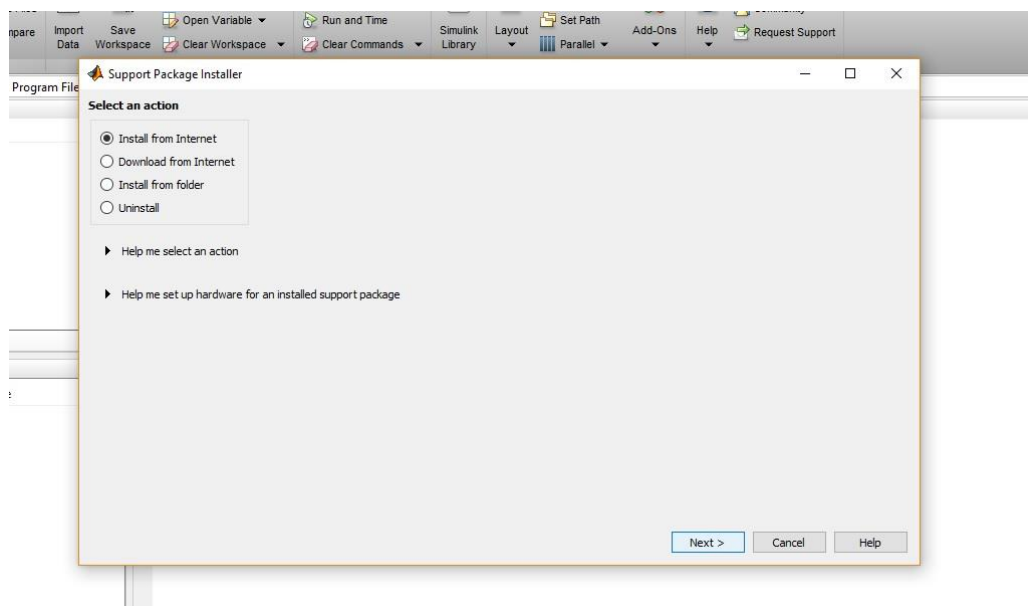 Open Variable
Run and Time
Set Path
Import
Save
Simulink
Layout
Add-Ons
Help
Request Support
Data
Workspace
Clear Workspace
Clear Commands
Library
Parallel
Support Package Installer
Program File
Select an action
Install from Internet
Download from Internet
Install from folder
Uninstall
Help me select an action
Help me set up hardware for an installed support package
Next >
Cancel
Help